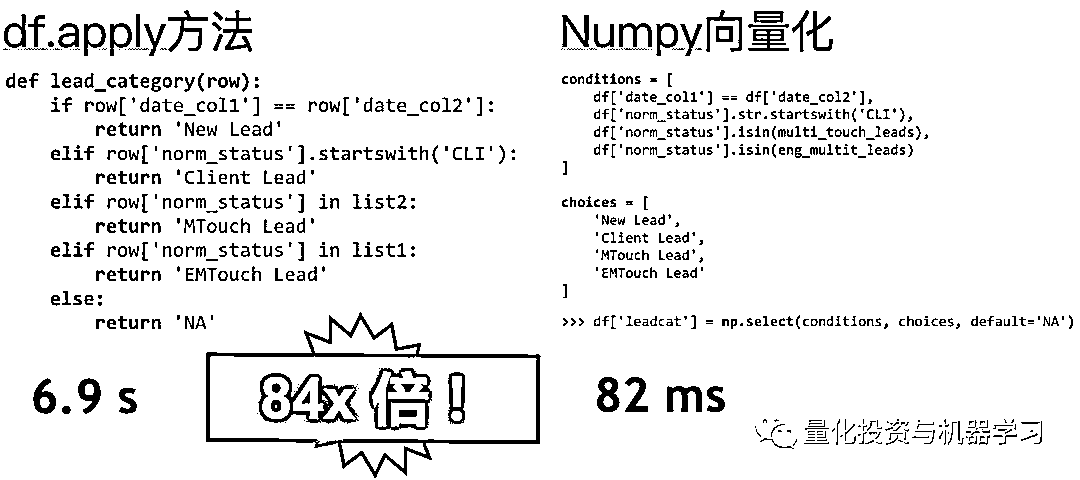 df.apply方法
def lead_category(row):
    if row['date_col1'] == row['date_col2']:
        return 'New Lead'
    elif row['norm_status'].startswith('CLI'):
        return 'Client Lead'
    elif row['norm_status'] in list2:
        return 'MTouch Lead'
    elif row['norm_status'] in list1:
        return 'EMTouch Lead'
    else:
        return 'NA'
6.9 s
84x 倍！
Numpy向量化
conditions = [
    df['date_col1'] == df['date_col2'],
    df['norm_status'].str.startswith('CLI'),
    df['norm_status'].isin(multi_touch_leads),
    df['norm_status'].isin(eng_multit_leads)
]
choices = [
    'New Lead',
    'Client Lead',
    'MTouch Lead',
    'EMTouch Lead'
]
>>> df['leadcat'] = np.select(conditions, choices, default='NA')
82 ms
量化投资与机器学习